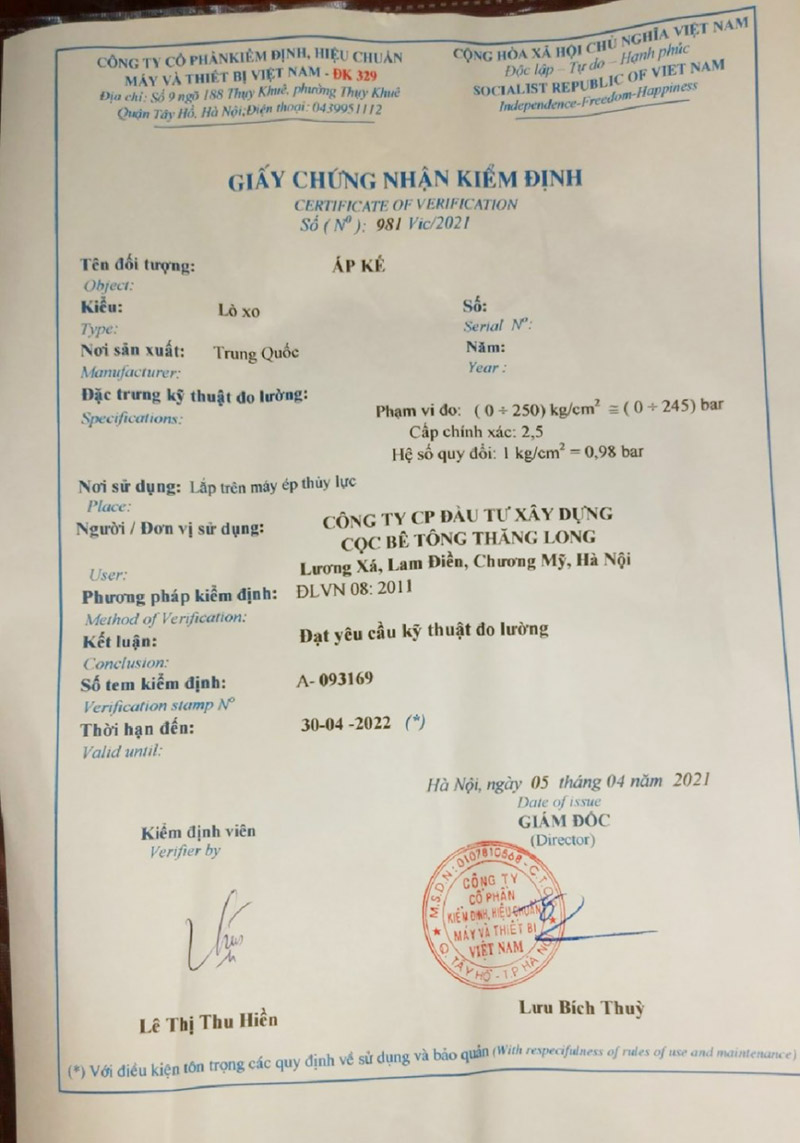 CÔNG TY CỔ PHẦNKIỂM ĐỊNH, HIỆU CHUẨN
MÁY VÀ THIẾT BỊ VIỆT NAM - ĐK 329
Địa chỉ: Số 9 ngõ 188 Thụy Khuê, phường Thụy Khuê
Quận Tây Hồ, Hà Nội;Điện thoại: 0439951112
CỘNG HÒA XÃ HỘI CHỦ NGHĨA VIỆT NAM
Độc lập – Tự do – Hạnh phúc
SOCIALIST REPUBLIC OF VIET NAM
Independence-Freedom-Happiness
GIẤY CHỨNG NHẬN KIỂM ĐỊNH
CERTIFICATE OF VERIFICATION
Số ( Nº ): 981 Vic/2021
Tên đối tượng: ÁP KẾ
Object:
Kiểu: Lò xo Số:
Type: Serial Nº:
Nơi sản xuất: Trung Quốc Năm:
Manufacturer: Year :
Đặc trưng kỹ thuật đo lường:
Specifications: Phạm vi đo: ( 0 ÷ 250) kg/cm² ≅ ( 0 ÷ 245) bar
Cấp chính xác: 2,5
Hệ số quy đổi: 1 kg/cm² = 0,98 bar
Nơi sử dụng: Lắp trên máy ép thủy lực
Place:
Người / Đơn vị sử dụng: CÔNG TY CP ĐẦU TƯ XÂY DỰNG
CỌC BÊ TÔNG THĂNG LONG
User: Lương Xá, Lam Điền, Chương Mỹ, Hà Nội
Phương pháp kiểm định: ĐLVN 08: 2011
Method of Verification:
Kết luận: Đạt yêu cầu kỹ thuật đo lường
Conclusion:
Số tem kiểm định: A- 093169
Verification stamp Nº
Thời hạn đến: 30-04 -2022 (*)
Valid until:
Hà Nội, ngày 05 tháng 04 năm 2021
Date of issue
Kiểm định viên
Verifier by
GIÁM ĐỐC
(Director)
M.S.D.N: 0107810568 - C.T.C.P
CÔNG TY
CỔ PHẦN
KIỂM ĐỊNH, HIỆU CHUẨN
MÁY VÀ THIẾT BỊ
VIỆT NAM
Q. TÂY HỒ - T.P HÀ NỘI
Lê Thị Thu Hiền
Lưu Bích Thuỳ
(*) Với điều kiện tôn trọng các quy định về sử dụng và bảo quản (With respecifulness of rules of use and maintenance)